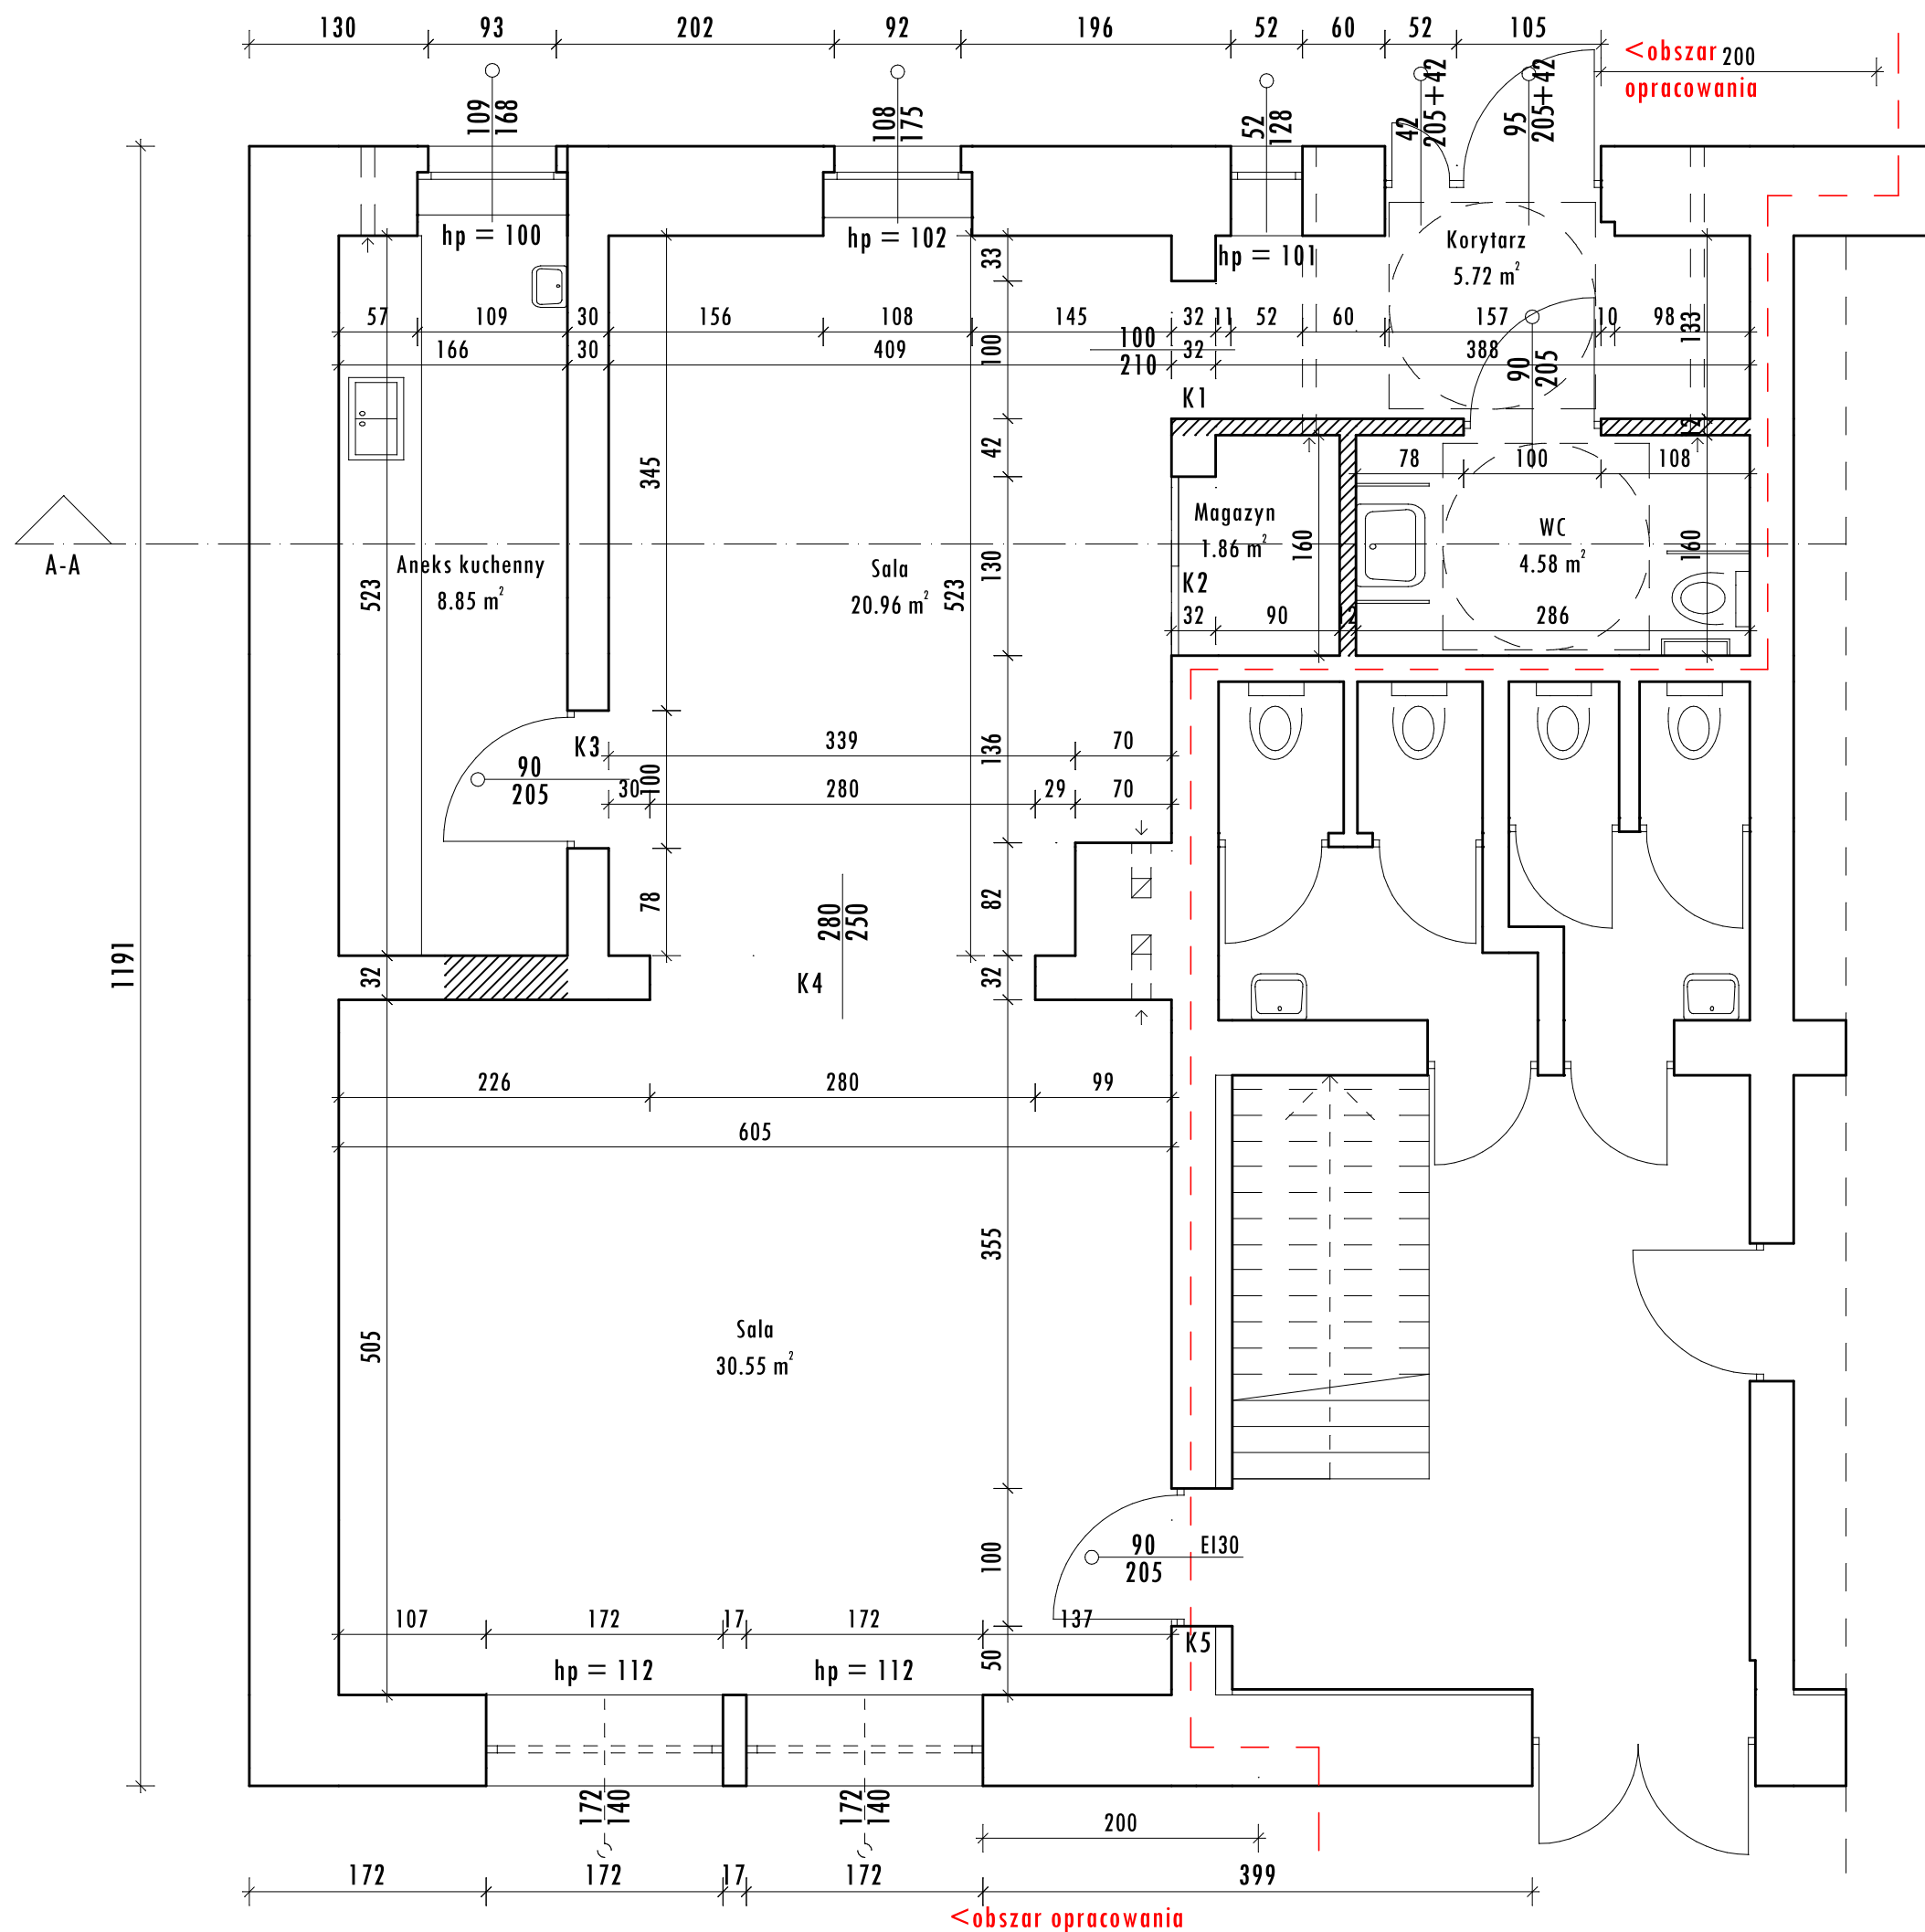 130 93 202 92 196 52 60 52 105
<obszar 200
opracowania
109
168
108
175
52
128
42
205+42
95
205+42
hp = 100
hp = 102
hp = 101
Korytarz
5.72 m²
33
57 109 30 156 108 145 32 11 52 60 157 10 98
133
166 30 409 32 388
100
100
210
90
205
K1
12
42
345
78 100 108
A-A
Aneks kuchenny
8.85 m²
523
Sala
20.96 m²
523
130
Magazyn
1.86 m²
160
K2
WC
4.58 m²
160
32 90 12 286
K3
339 70
136
90
205
100
30 280 29 70
78
280
250
82
1191
32
K4
32
226 280 99
605
355
505
Sala
30.55 m²
100
90
205
EI30
107 172 17 172 137
K5
50
hp = 112
hp = 112
172
140
172
140
200
172 172 17 172 399
<obszar opracowania